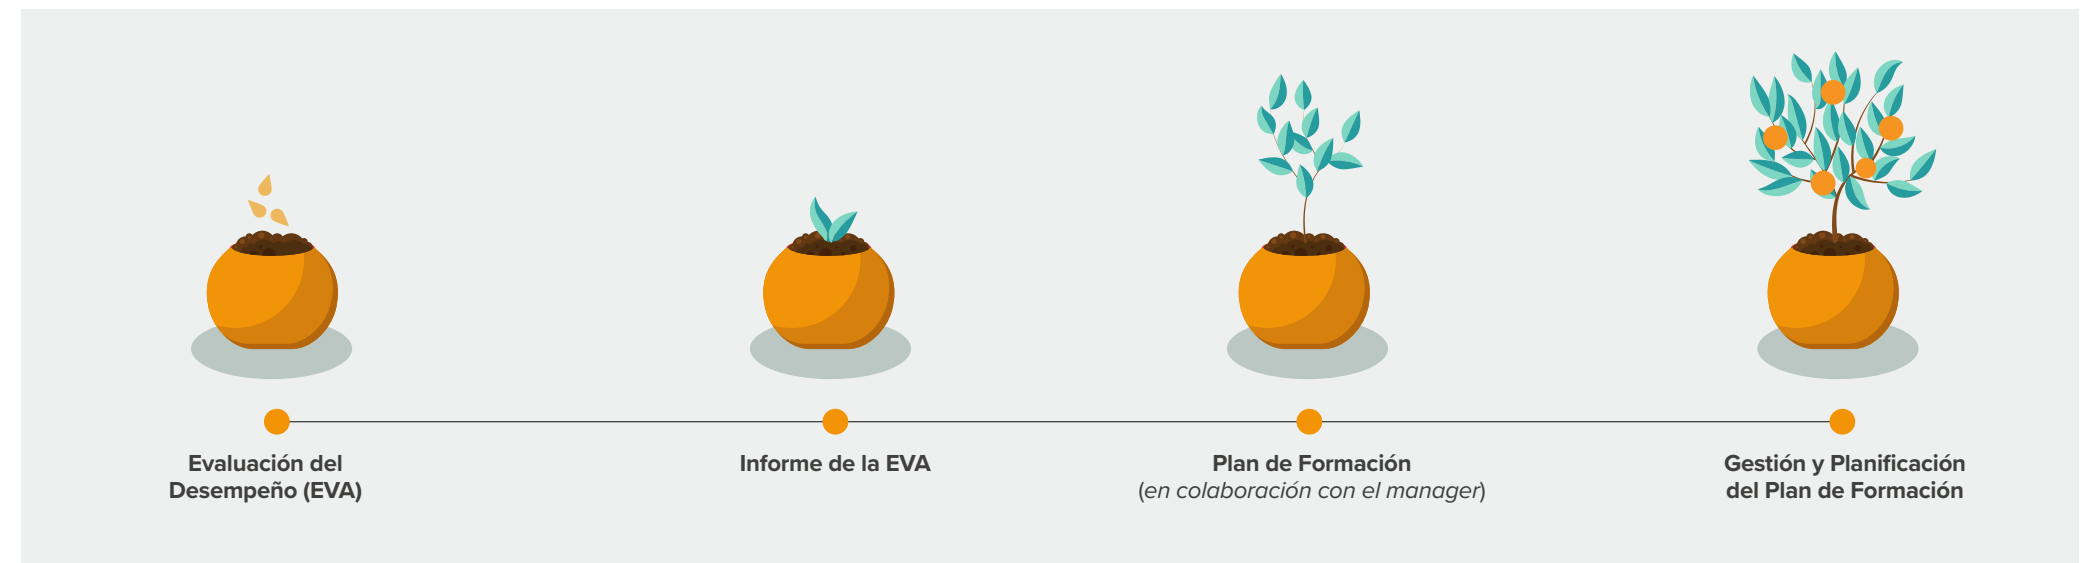 Evaluación del
Desempeño (EVA)
Informe de la EVA
Plan de Formación
(en colaboración con el manager)
Gestión y Planificación
del Plan de Formación